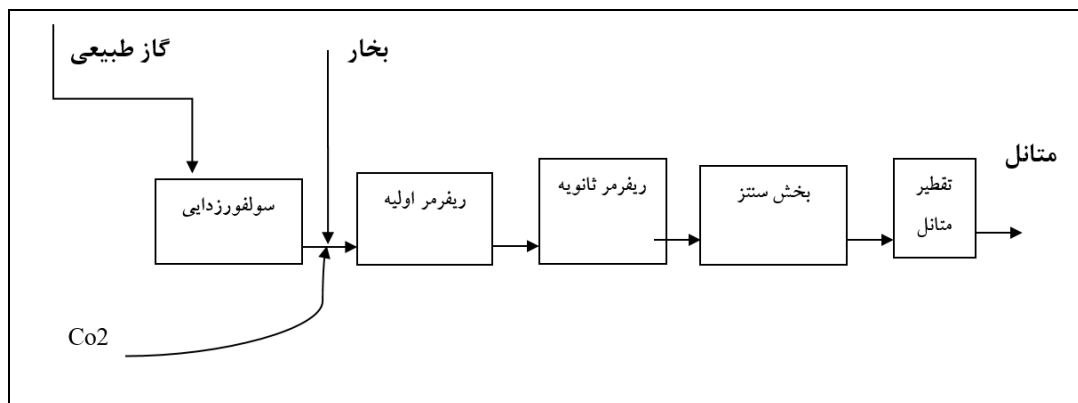 گاز طبیعی
بخار
سولفورزدایی
ریفرمر اولیه
ریفرمر ثانویه
بخش سنتز
تقطیر
متانل
متانل
Co2